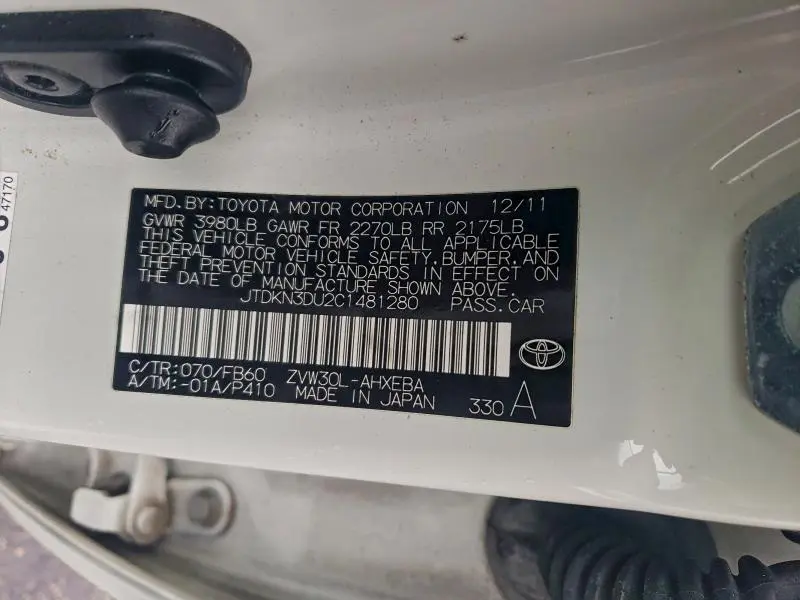 MFD. BY: TOYOTA MOTOR CORPORATION 12/11
GVWR 3980LB GAWR FR 2270LB RR 2175LB
THIS VEHICLE CONFORMS TO ALL APPLICABLE
FEDERAL MOTOR VEHICLE SAFETY, BUMPER, AND
THEFT PREVENTION STANDARDS IN EFFECT ON
THE DATE OF MANUFACTURE SHOWN ABOVE.
JTDKN3DU2C1481280 PASS. CAR
C/TR: 070/FB60 ZVW30L-AHXEBA
A/TM: -01A/P410 MADE IN JAPAN 330 A
47170